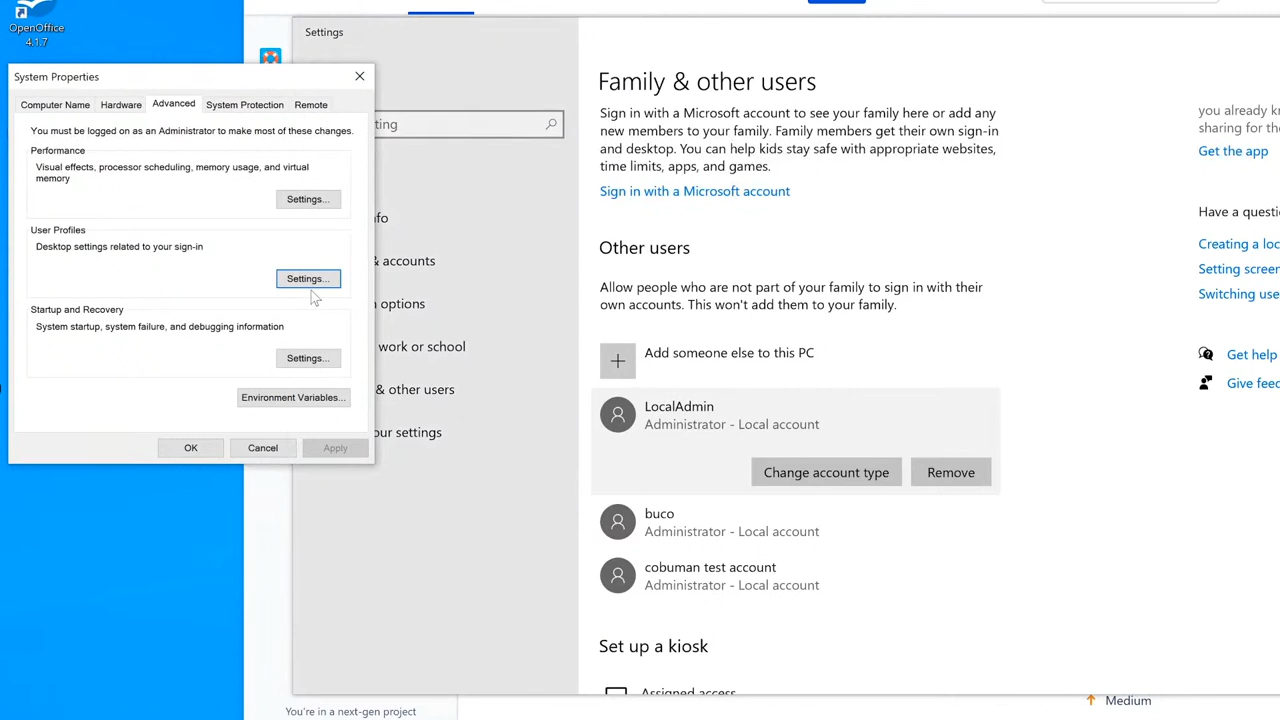 OpenOffice
4.1.7
System Properties
Computer Name
Hardware
Advanced
System Protection
Remote
You must be logged on as an Administrator to make most of these changes.
Performance
Visual effects, processor scheduling, memory usage, and virtual
memory
Settings...
User Profiles
Desktop settings related to your sign-in
Settings...
Startup and Recovery
System startup, system failure, and debugging information
Settings...
Environment Variables...
OK
Cancel
Apply
Settings
ting
fo
& accounts
options
work or school
& other users
our settings
Family & other users
Sign in with a Microsoft account to see your family here or add any
new members to your family. Family members get their own sign-in
and desktop. You can help kids stay safe with appropriate websites,
time limits, apps, and games.
Sign in with a Microsoft account
Other users
Allow people who are not part of your family to sign in with their
own accounts. This won't add them to your family.
Add someone else to this PC
LocalAdmin
Administrator - Local account
Change account type
Remove
buco
Administrator - Local account
cobuman test account
Administrator - Local account
Set up a kiosk
Assigned access
you already kn
sharing for the
Get the app
Have a questi
Creating a loc
Setting screen
Switching use
Get help
Give feed
You're in a next-gen project
Medium